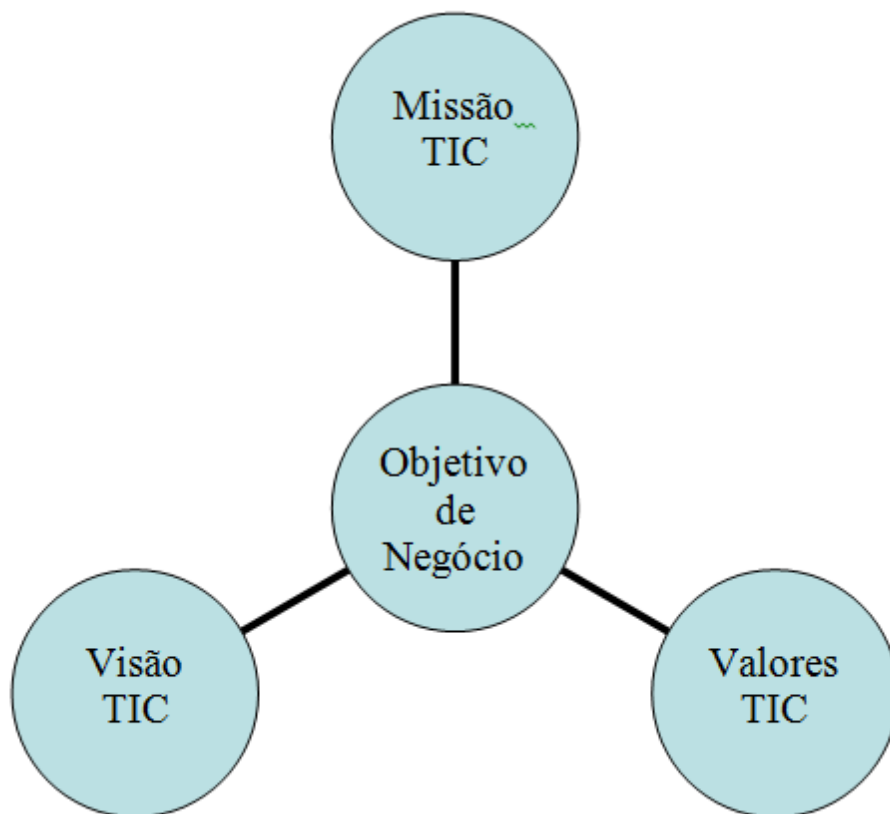 Missão
TIC
Objetivo
de
Negócio
Visão
TIC
Valores
TIC